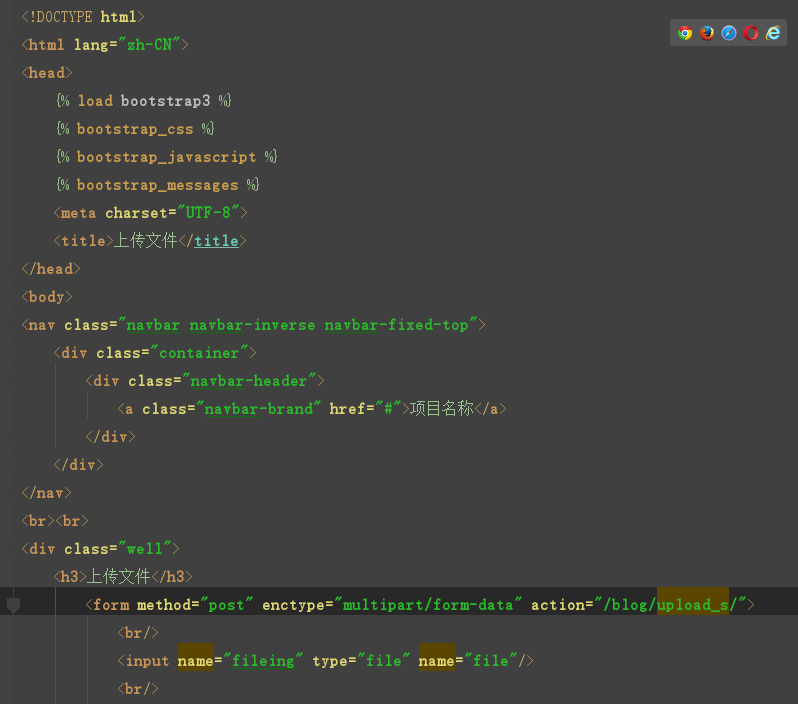 <!DOCTYPE html>
<html lang="zh-CN">
<head>
    {% load bootstrap3 %}
    {% bootstrap_css %}
    {% bootstrap_javascript %}
    {% bootstrap_messages %}
    <meta charset="UTF-8">
    <title>上传文件</title>
</head>
<body>
<nav class="navbar navbar-inverse navbar-fixed-top">
    <div class="container">
        <div class="navbar-header">
            <a class="navbar-brand" href="#">项目名称</a>
        </div>
    </div>
</nav>
<br><br>
<div class="well">
    <h3>上传文件</h3>
        <form method="post" enctype="multipart/form-data" action="/blog/upload_s/">
            <br/>
            <input name="fileing" type="file" name="file"/>
            <br/>